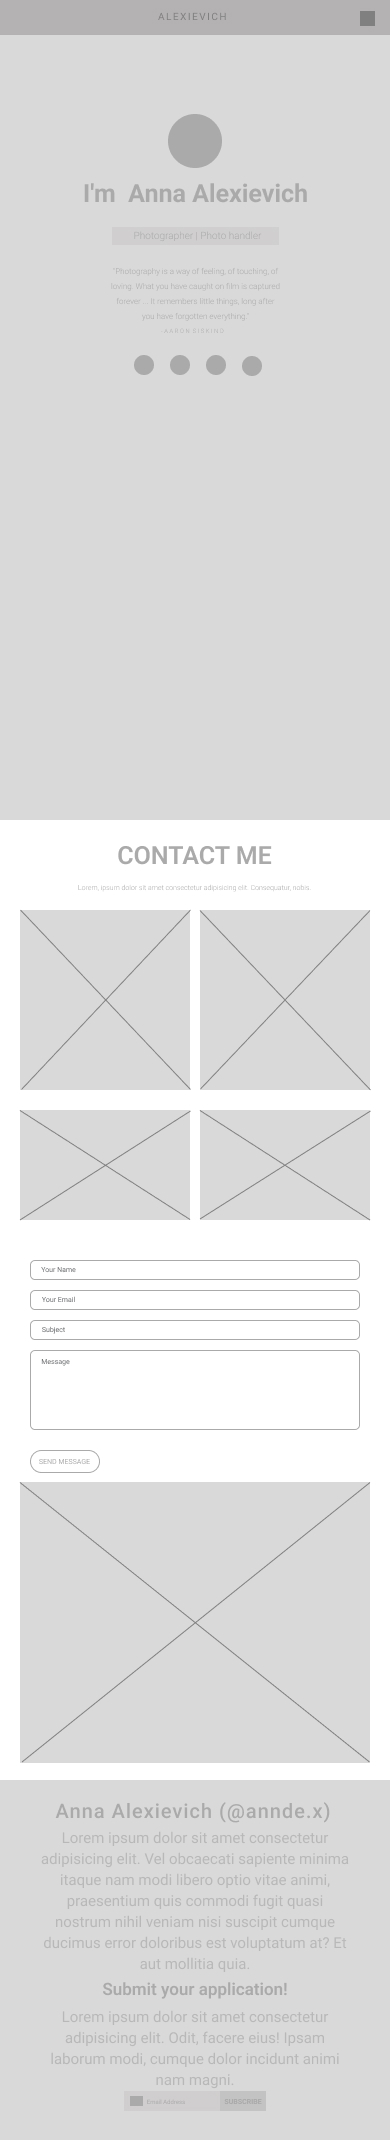 ALEXIEVICH
I'm Anna Alexievich
Photographer | Photo handler
"Photography is a way of feeling, of touching, of
loving. What you have caught on film is captured
forever ... It remembers little things, long after
you have forgotten everything."
AARON SISKIND
CONTACT ME
Lorem, ipsum dolor sit amet consectetur adipisicing elit. Consequatur, nobis.
Your Name
Your Email
Subject
Message
SEND MESSAGE
Anna Alexievich (@annde.x)
Lorem ipsum dolor sit amet consectetur
adipisicing elit. Vel obcaecati sapiente minima
itaque nam modi libero optio vitae animi,
praesentium quis commodi fugit quasi
nostrum nihil veniam nisi suscipit cumque
ducimus error doloribus est voluptatum at? Et
aut mollitia quia.
Submit your application!
Lorem ipsum dolor sit amet consectetur
adipisicing elit. Odit, facere eius! Ipsam
laborum modi, cumque dolor incidunt animi
nam magni.
Email Address
SUBSCRIBE